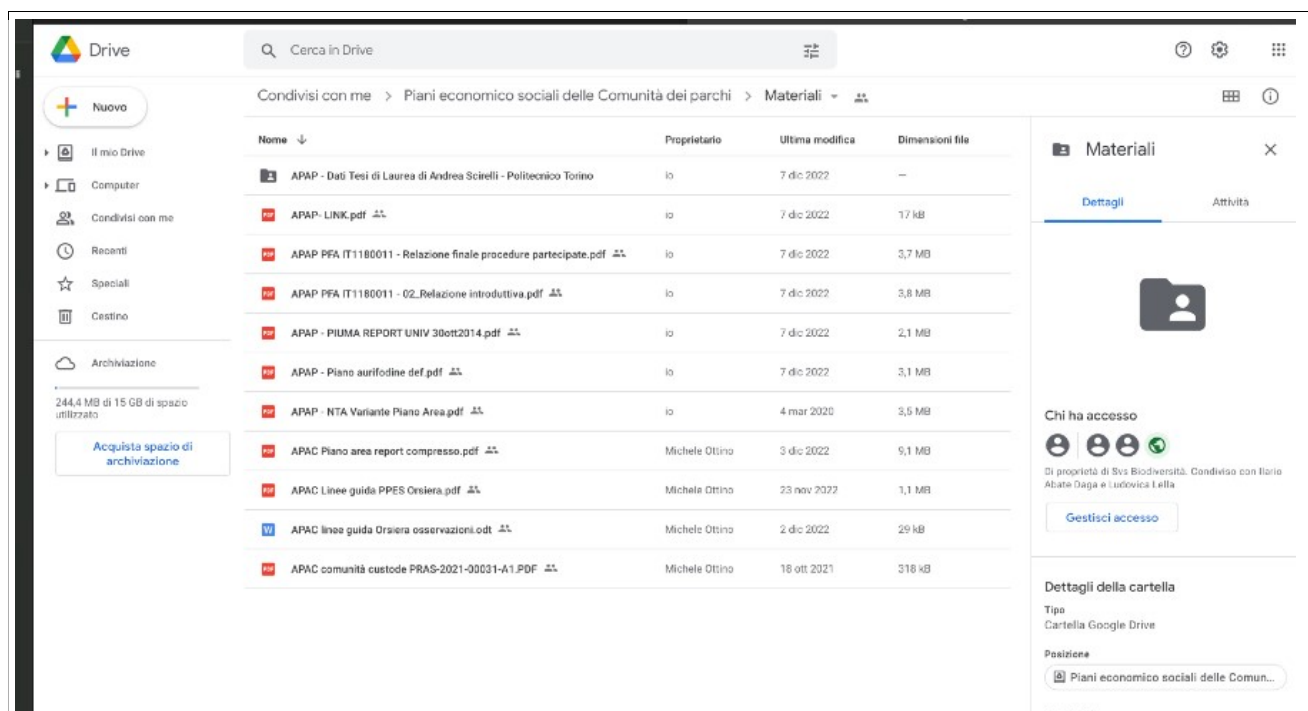 Drive
Cerca in Drive
Nuovo
Condivisi con me > Piani economico sociali delle Comunità dei parchi > Materiali
Il mio Drive
Computer
Condivisi con me
Recenti
Speciali
Cestino
Archiviazione
244,4 MB di 15 GB di spazio
utilizzato
Acquista spazio di
archiviazione
Nome Proprietario Ultima modifica Dimensioni file
APAP - Dati Tesi di Laurea di Andrea Scirelli - Politecnico Torino io 7 dic 2022 —
PDF APAP- LINK.pdf io 7 dic 2022 17 kB
PDF APAP PFA IT1180011 - Relazione finale procedure partecipate.pdf io 7 dic 2022 3,7 MB
PDF APAP PFA IT1180011 - 02_Relazione introduttiva.pdf io 7 dic 2022 3,8 MB
PDF APAP - PIUMA REPORT UNIV 30ott2014.pdf io 7 dic 2022 2,1 MB
PDF APAP - Piano aurifodine def.pdf io 7 dic 2022 3,1 MB
PDF APAP - NTA Variante Piano Area.pdf io 4 mar 2020 3,5 MB
PDF APAC Piano area report compresso.pdf Michele Ottino 3 dic 2022 9,1 MB
PDF APAC Linee guida PPES Orsiera.pdf Michele Ottino 23 nov 2022 1,1 MB
W APAC linee guida Orsiera osservazioni.odt Michele Ottino 2 dic 2022 29 kB
PDF APAC comunità custode PRAS-2021-00031-A1.PDF Michele Ottino 18 ott 2021 318 kB
Materiali
Dettagli Attività
Chi ha accesso
Di proprietà di Svs Biodiversità. Condiviso con Ilario
Abate Daga e Ludovica Lella
Gestisci accesso
Dettagli della cartella
Tipo
Cartella Google Drive
Posizione
Piani economico sociali delle Comun...